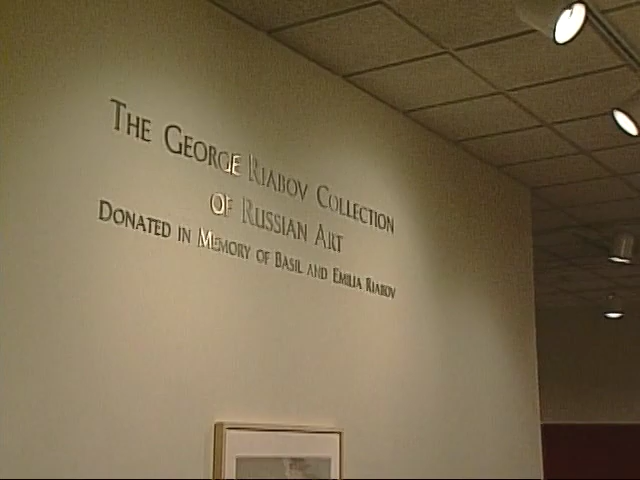 The George Riabov Collection
of Russian Art
Donated in Memory of Basil and Emilia Riabov